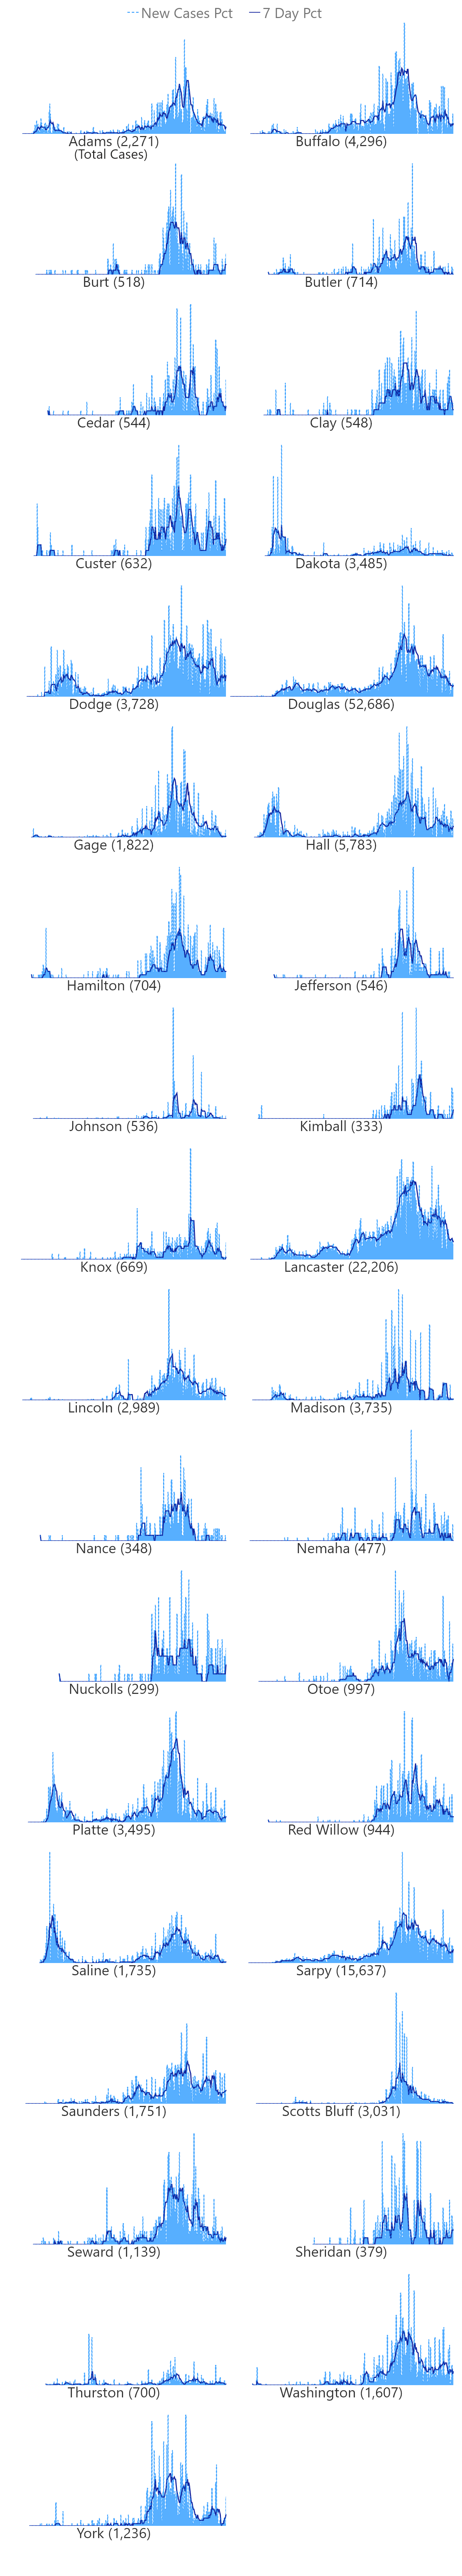 New Cases Pct 7 Day Pct
Adams (2,271)
(Total Cases)
Buffalo (4,296)
Burt (518)
Butler (714)
Cedar (544)
Clay (548)
Custer (632)
Dakota (3,485)
Dodge (3,728)
Douglas (52,686)
Gage (1,822)
Hall (5,783)
Hamilton (704)
Jefferson (546)
Johnson (536)
Kimball (333)
Knox (669)
Lancaster (22,206)
Lincoln (2,989)
Madison (3,735)
Nance (348)
Nemaha (477)
Nuckolls (299)
Otoe (997)
Platte (3,495)
Red Willow (944)
Saline (1,735)
Sarpy (15,637)
Saunders (1,751)
Scotts Bluff (3,031)
Seward (1,139)
Sheridan (379)
Thurston (700)
Washington (1,607)
York (1,236)